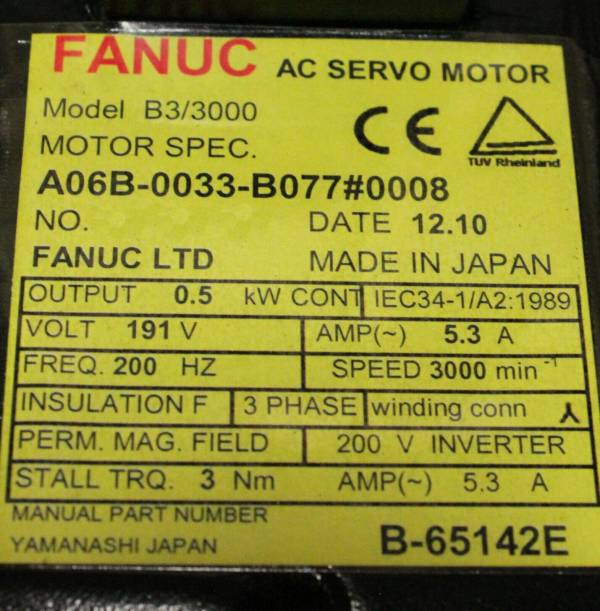 FANUC AC SERVO MOTOR
Model B3/3000
MOTOR SPEC.
CE
TUV Rheinland
A06B-0033-B077#0008
NO. DATE 12.10
FANUC LTD MADE IN JAPAN
OUTPUT 0.5 kW CONT IEC34-1/A2:1989
VOLT 191 V AMP(~) 5.3 A
FREQ. 200 HZ SPEED 3000 min⁻¹
INSULATION F 3 PHASE winding conn
PERM. MAG. FIELD 200 V INVERTER
STALL TRQ. 3 Nm AMP(~) 5.3 A
MANUAL PART NUMBER
YAMANASHI JAPAN B-65142E